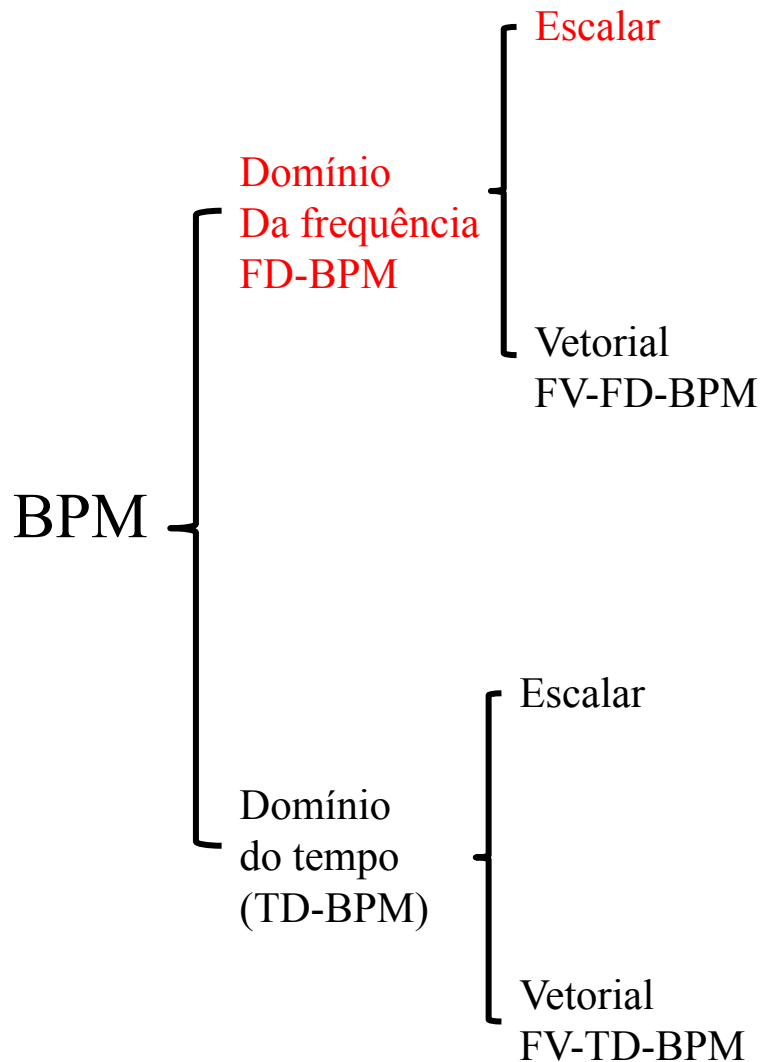 BPM
Domínio
Da frequência
FD-BPM
Escalar
Vetorial
FV-FD-BPM
Domínio
do tempo
(TD-BPM)
Escalar
Vetorial
FV-TD-BPM